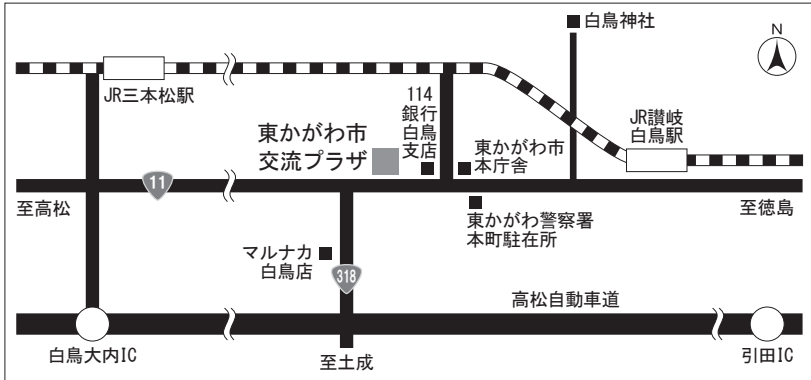 白鳥神社
N
JR三本松駅
114
銀行
白鳥
支店
JR讃岐
白鳥駅
東かがわ市
交流プラザ
東かがわ市
本庁舎
11
至高松
東かがわ警察署
本町駐在所
至徳島
マルナカ
白鳥店
318
高松自動車道
白鳥大内IC
至土成
引田IC